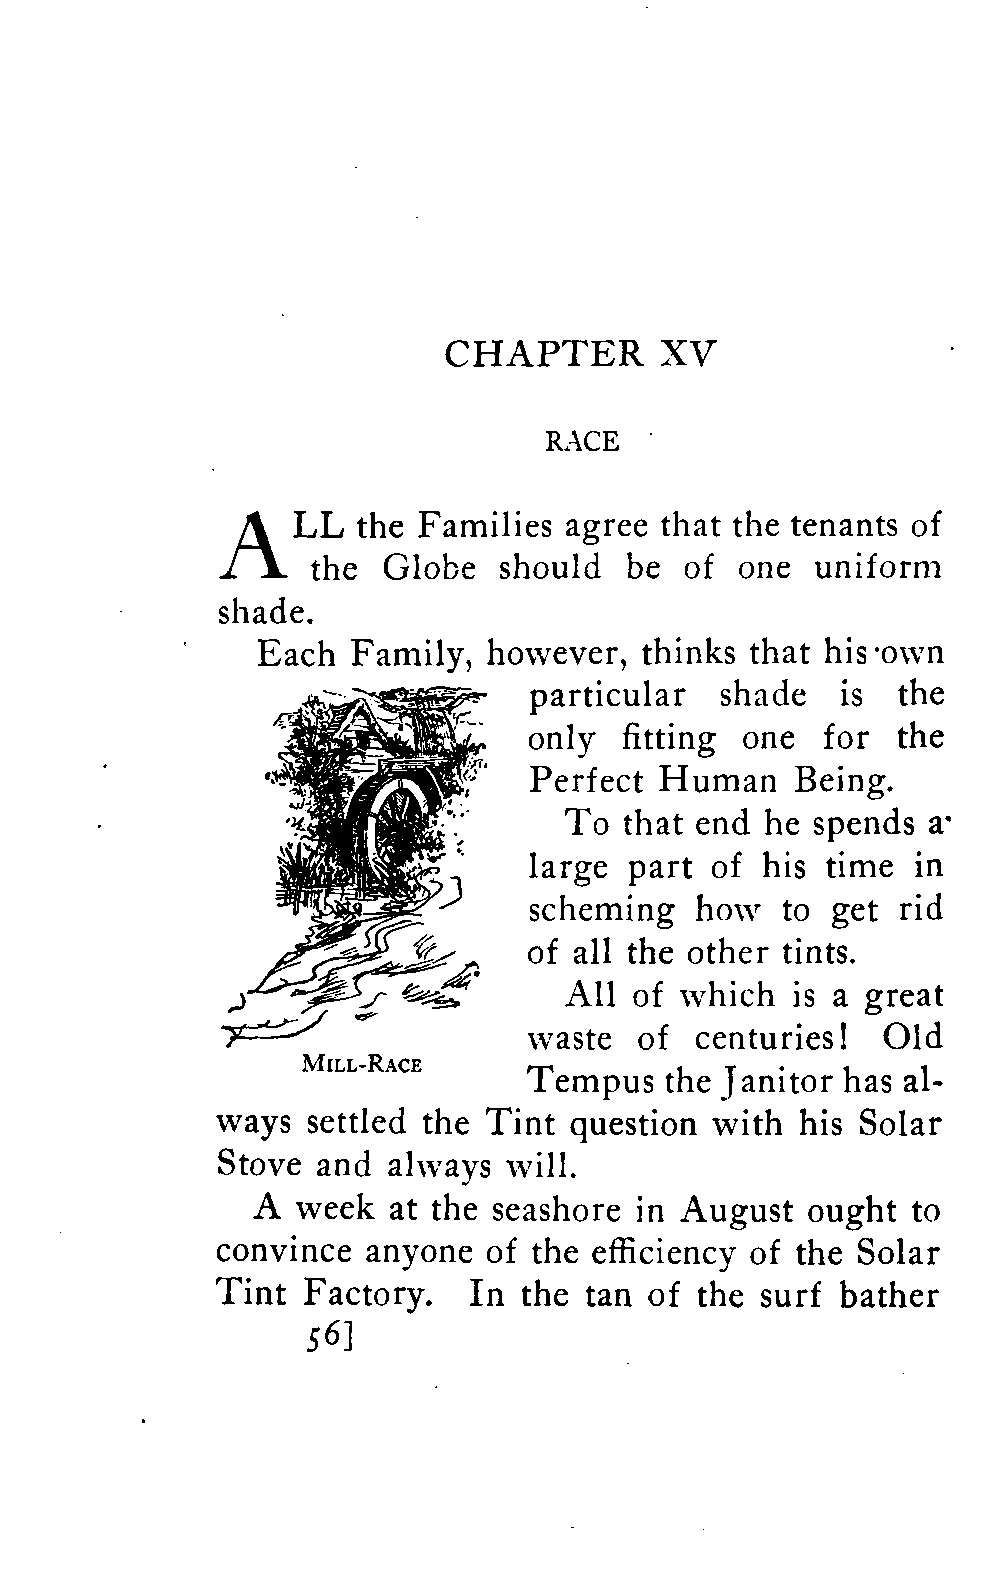 CHAPTER XV
RACE
ALL the Families agree that the tenants of
the Globe should be of one uniform
shade.
Each Family, however, thinks that his own
particular shade is the
only fitting one for the
Perfect Human Being.
To that end he spends a
large part of his time in
scheming how to get rid
of all the other tints.
All of which is a great
waste of centuries! Old
Tempus the Janitor has al-
MILL-RACE
ways settled the Tint question with his Solar
Stove and always will.
A week at the seashore in August ought to
convince anyone of the efficiency of the Solar
Tint Factory. In the tan of the surf bather
56]